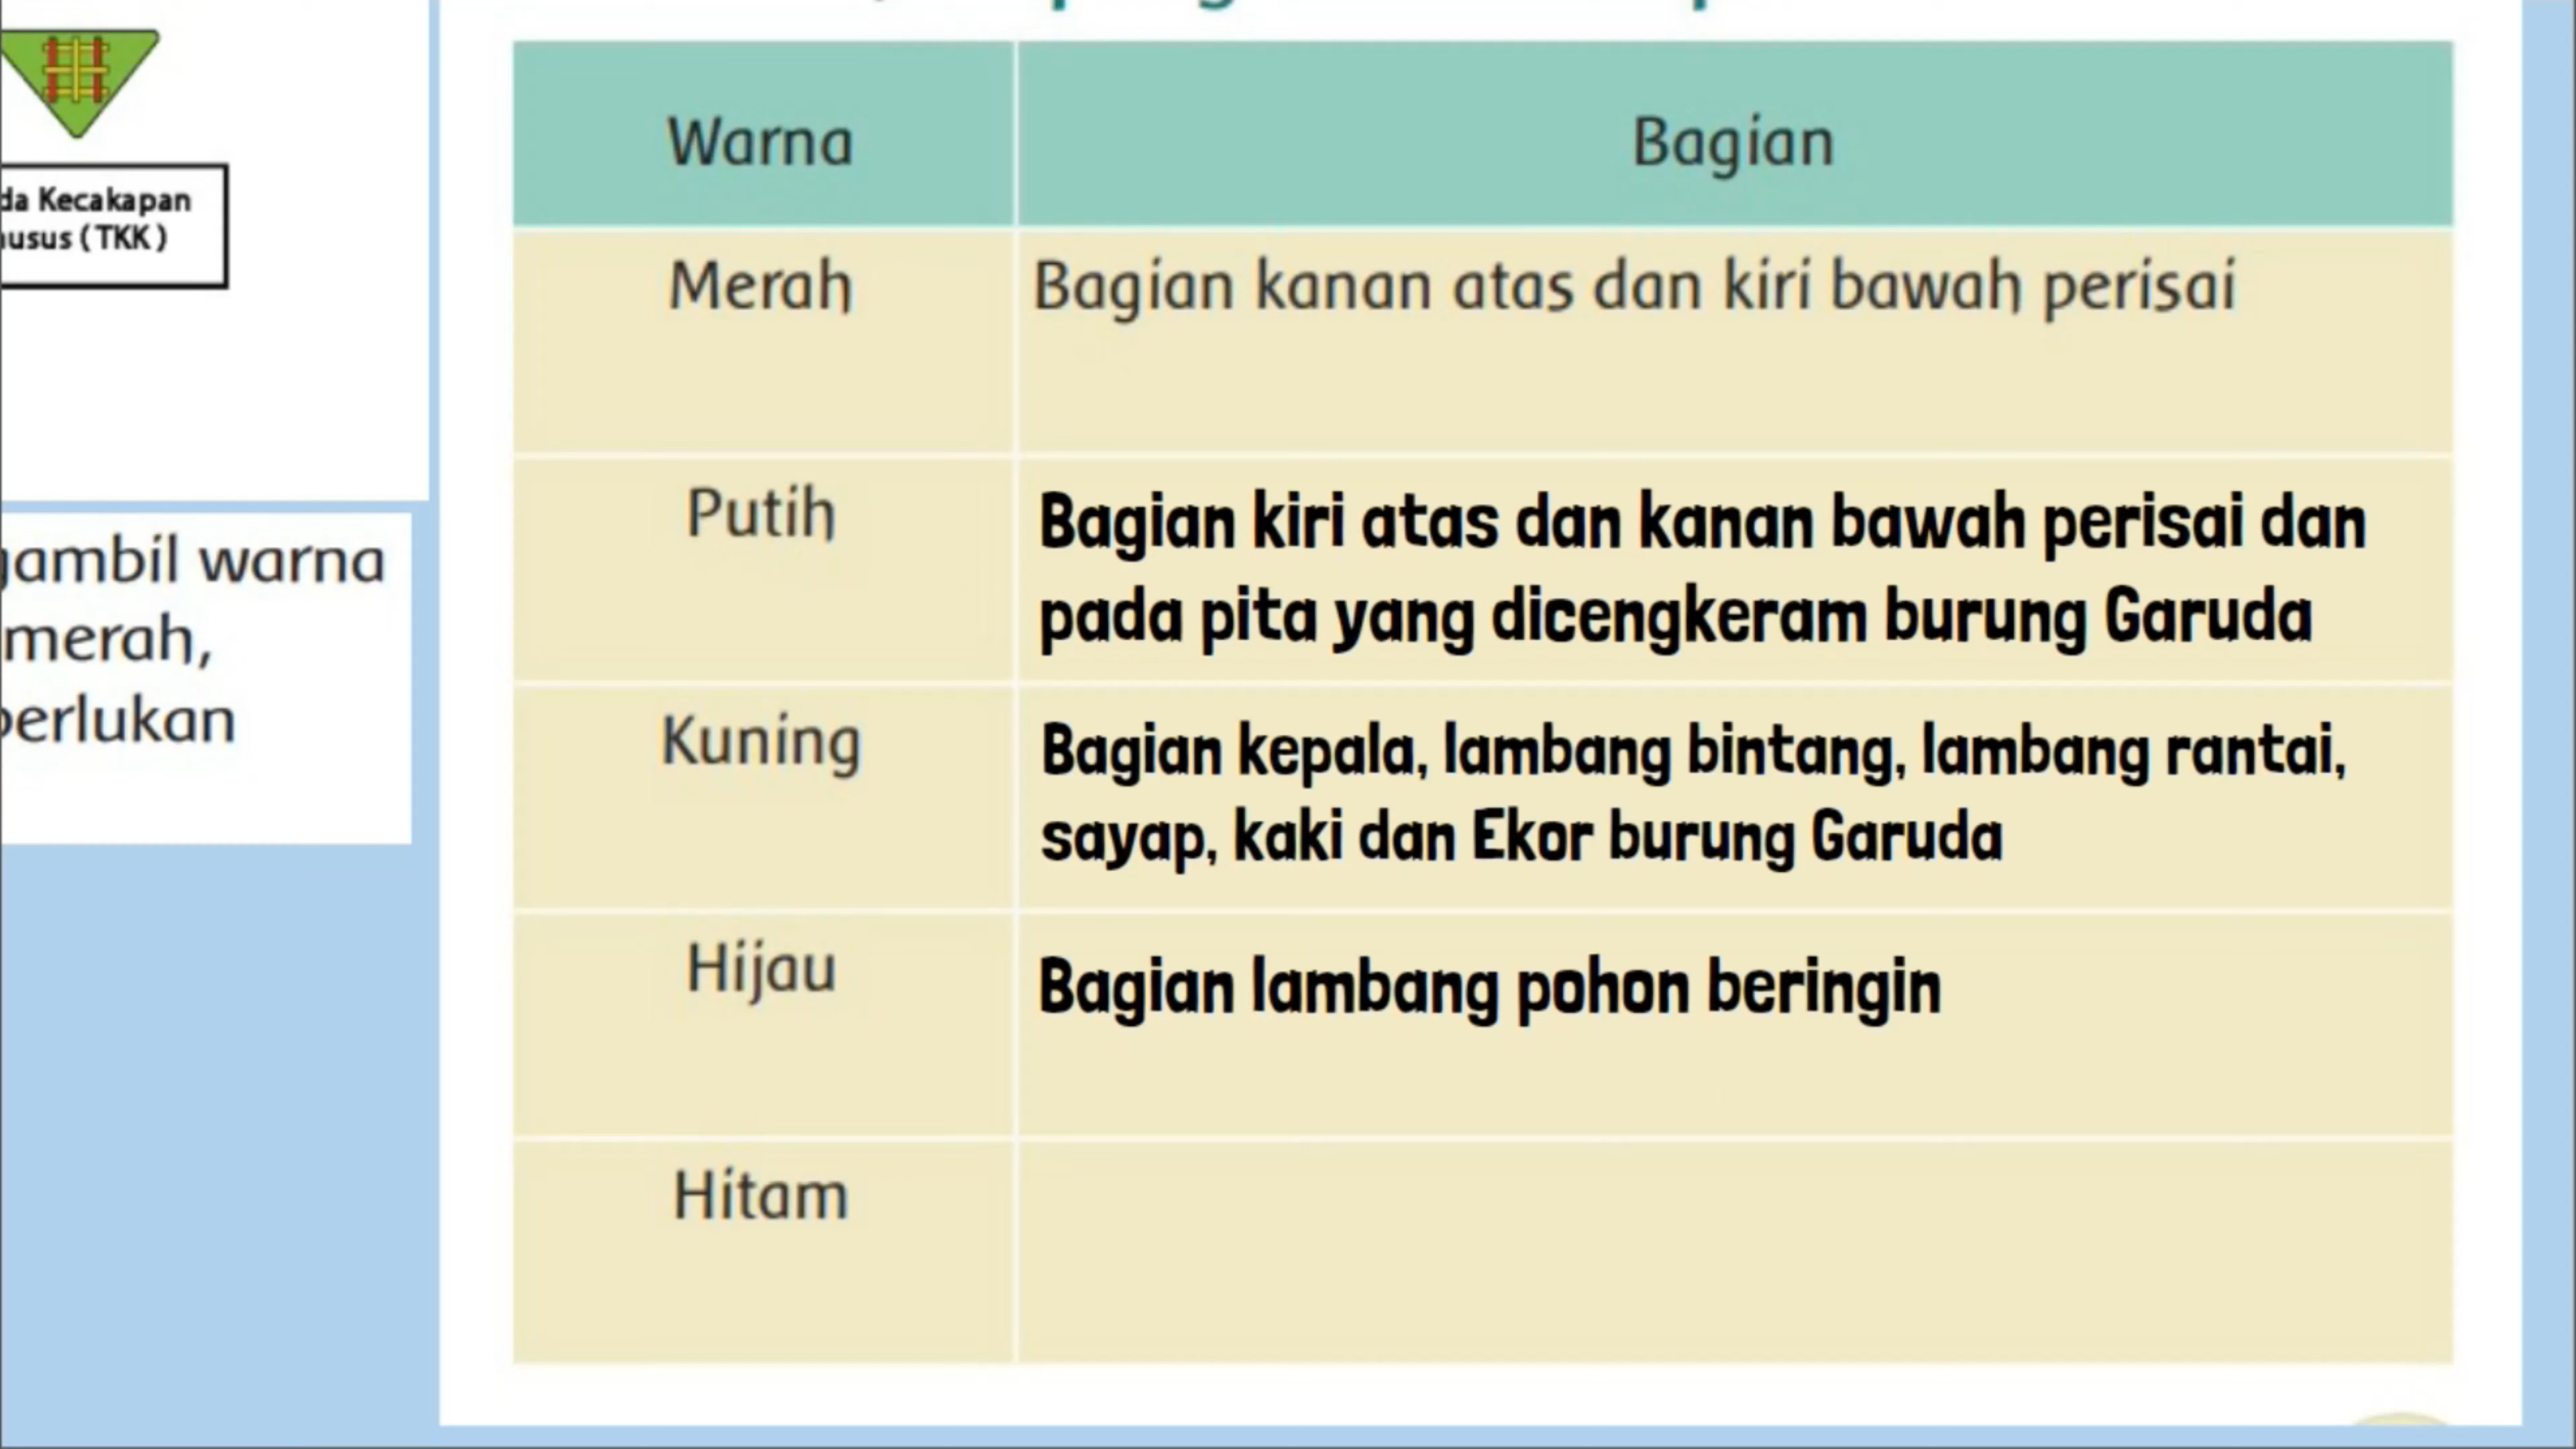 da Kecakapan
usus ( TKK )
gambil warna
merah,
perlukan
Warna
Bagian
Merah
Bagian kanan atas dan kiri bawah perisai
Putih
Bagian kiri atas dan kanan bawah perisai dan
pada pita yang dicengkeram burung Garuda
Kuning
Bagian kepala, lambang bintang, lambang rantai,
sayap, kaki dan Ekor burung Garuda
Hijau
Bagian lambang pohon beringin
Hitam